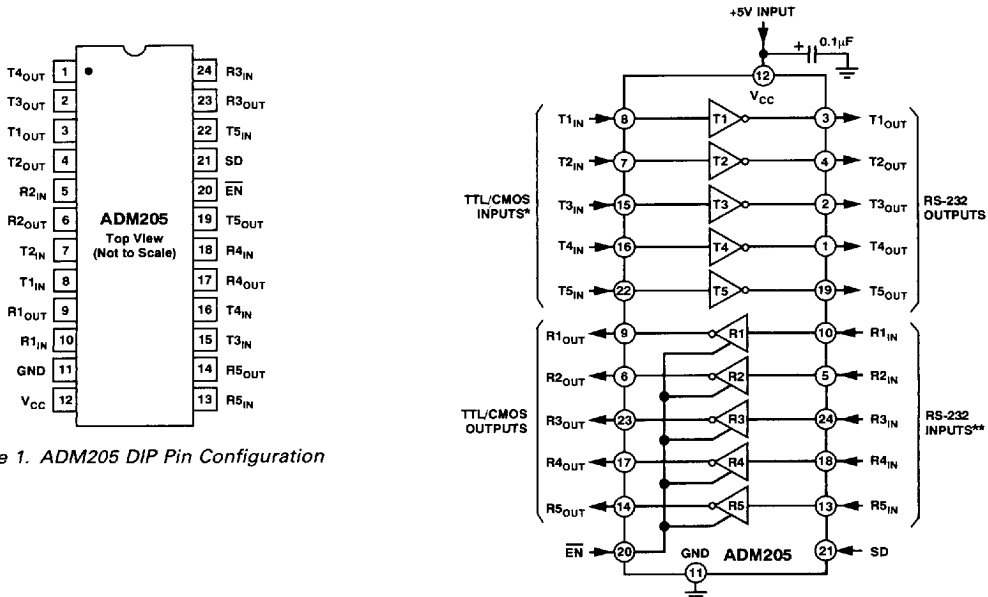 T4OUT 1
T3OUT 2
T1OUT 3
T2OUT 4
R2IN 5
R2OUT 6
T2IN 7
T1IN 8
R1OUT 9
R1IN 10
GND 11
VCC 12
ADM205
Top View
(Not to Scale)
24 R3IN
23 R3OUT
22 T5IN
21 SD
20 E̅N̅
19 T5OUT
18 R4IN
17 R4OUT
16 T4IN
15 T3IN
14 R5OUT
13 R5IN
e 1. ADM205 DIP Pin Configuration
+5V INPUT
+ 0.1µF
12
VCC
TTL/CMOS
INPUTS*
T1IN 8 T1 3 T1OUT
T2IN 7 T2 4 T2OUT
T3IN 15 T3 2 T3OUT
T4IN 16 T4 1 T4OUT
T5IN 22 T5 19 T5OUT
RS-232
OUTPUTS
TTL/CMOS
OUTPUTS
R1OUT 9 R1 10 R1IN
R2OUT 6 R2 5 R2IN
R3OUT 23 R3 24 R3IN
R4OUT 17 R4 18 R4IN
R5OUT 14 R5 13 R5IN
RS-232
INPUTS**
E̅N̅ 20 GND ADM205 21 SD
11